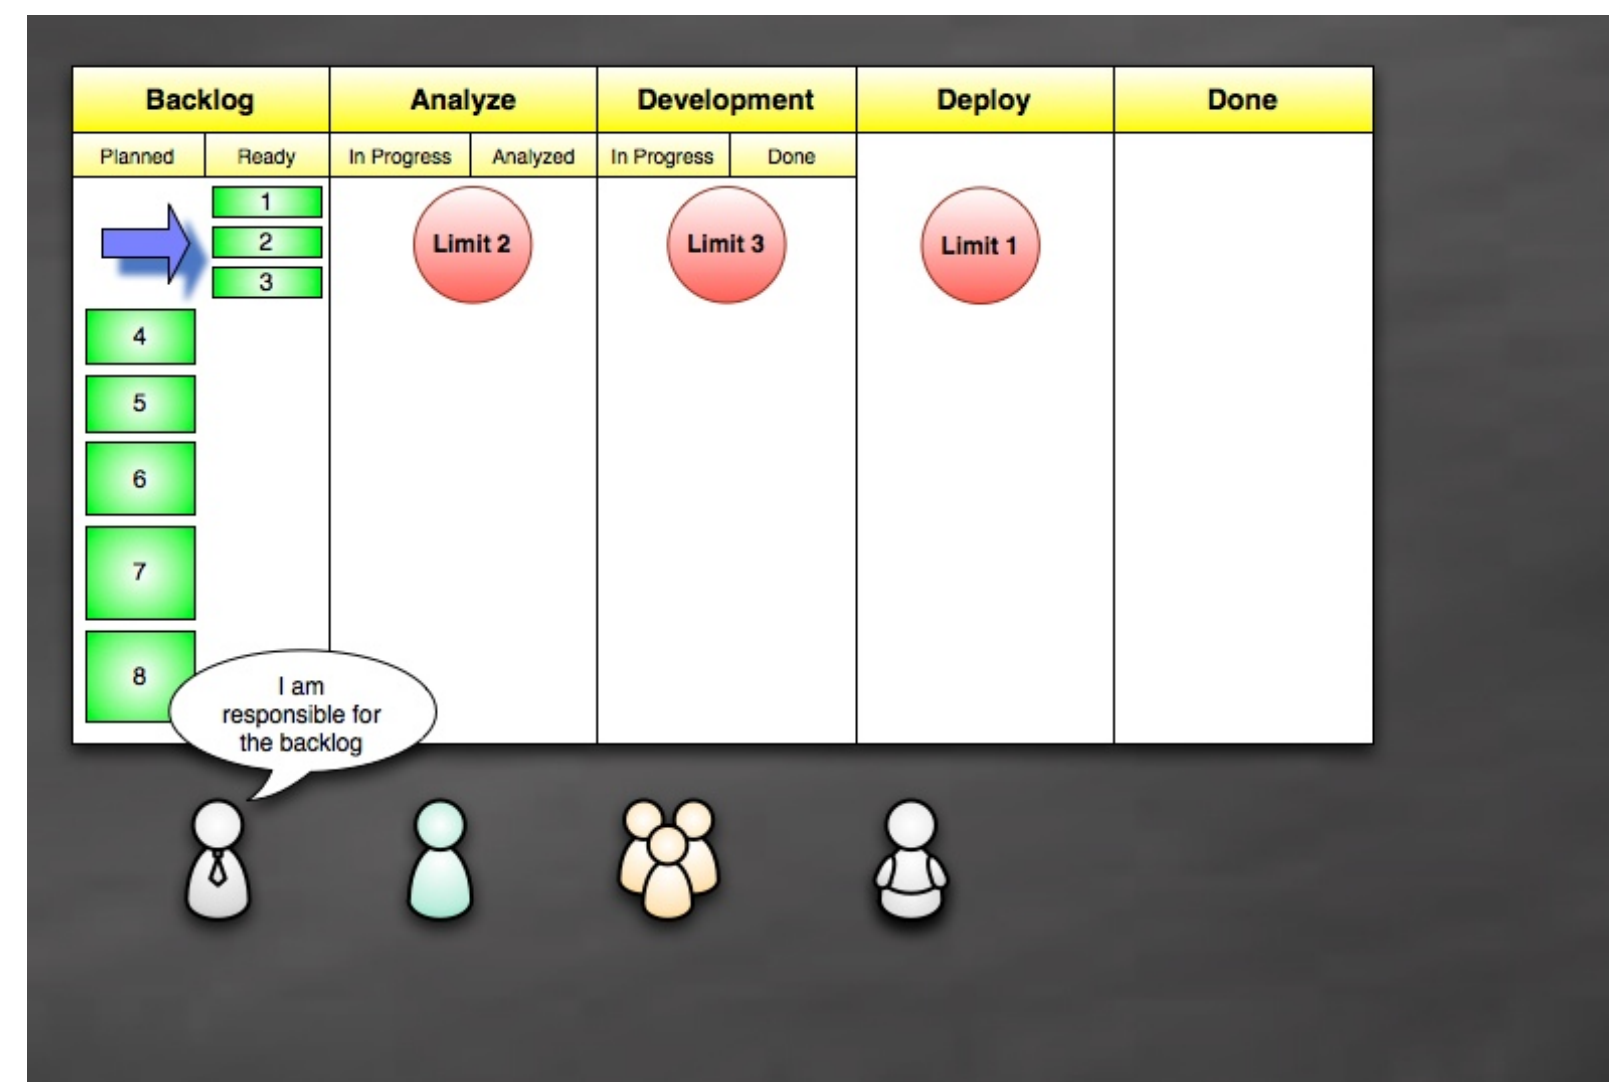 Backlog
Analyze
Development
Deploy
Done
Planned
Ready
In Progress
Analyzed
In Progress
Done
1
2
3
Limit 2
Limit 3
Limit 1
4
5
6
7
8
I am
responsible for
the backlog